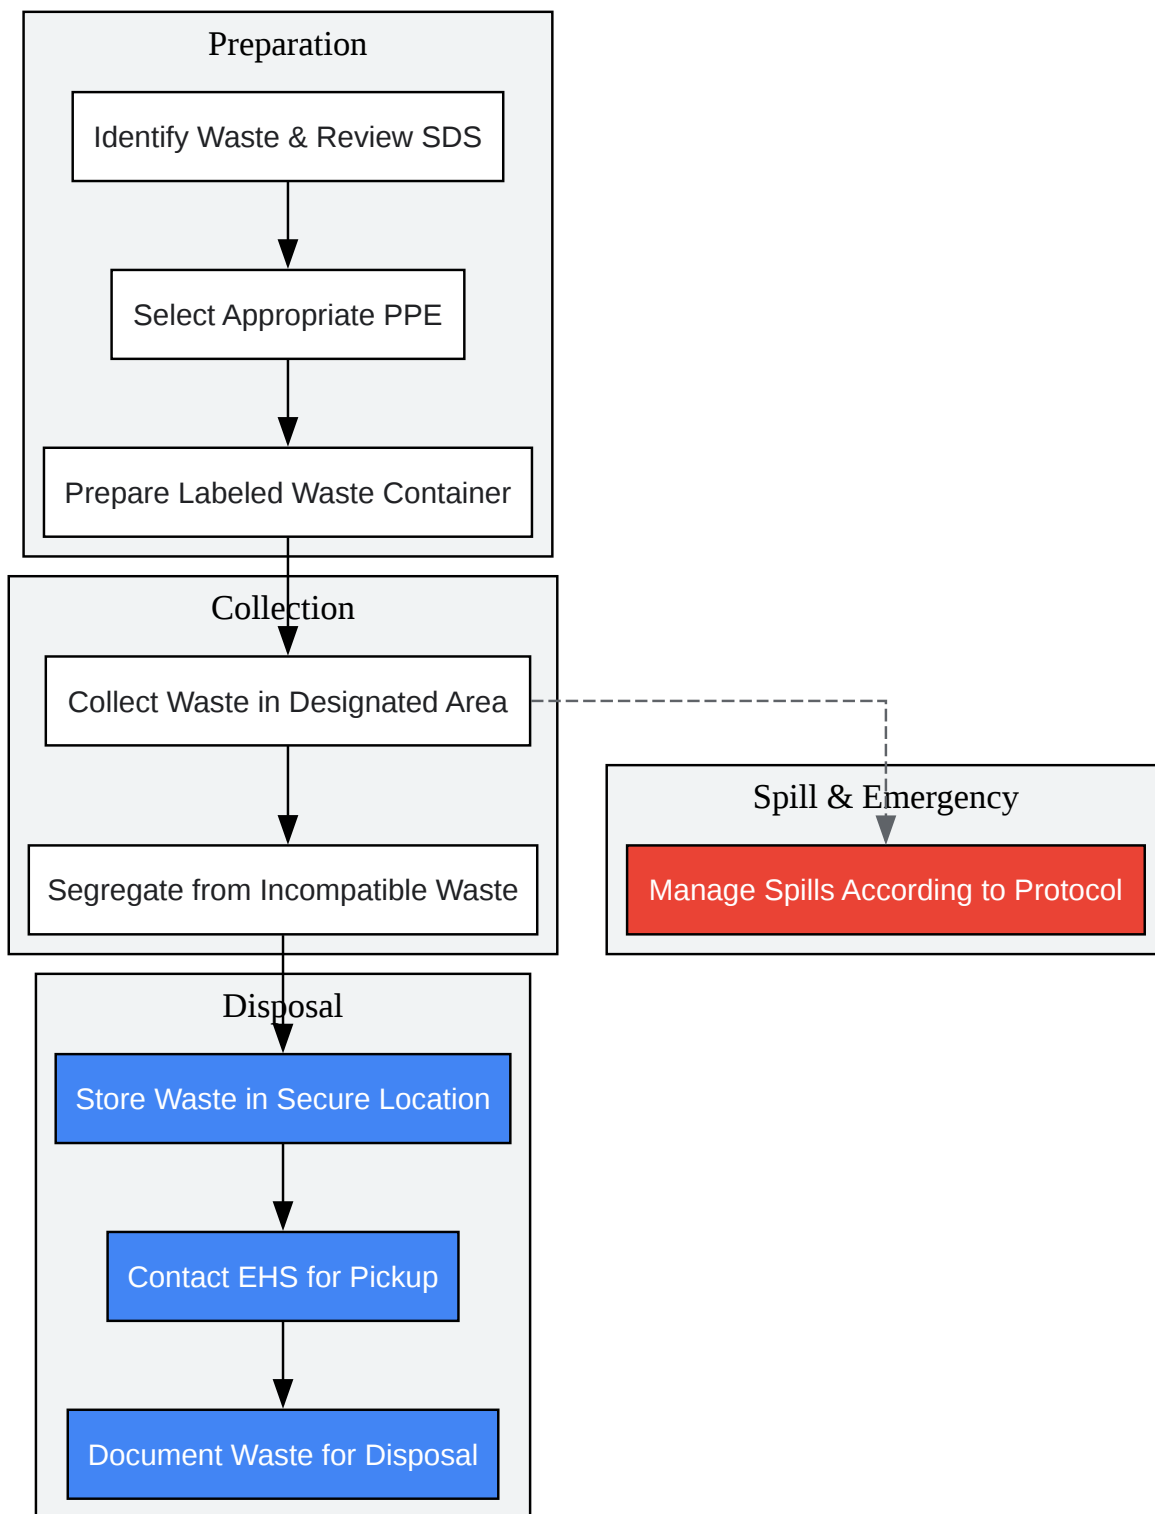 Preparation
Identify Waste & Review SDS
Select Appropriate PPE
Prepare Labeled Waste Container
Collection
Collect Waste in Designated Area
Segregate from Incompatible Waste
Spill & Emergency
Manage Spills According to Protocol
Disposal
Store Waste in Secure Location
Contact EHS for Pickup
Document Waste for Disposal